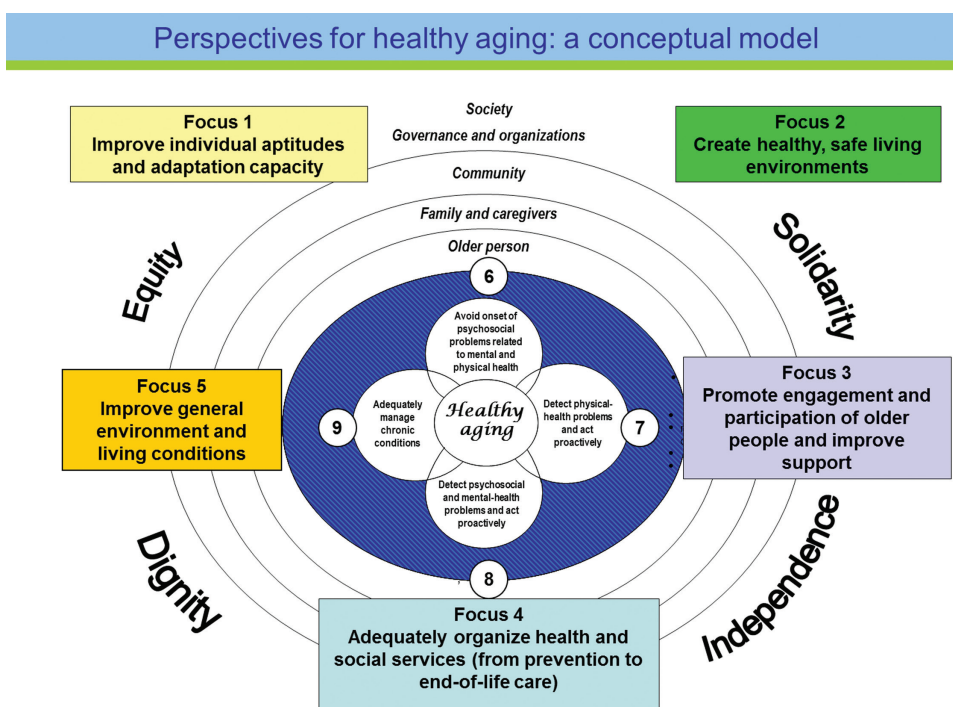 Perspectives for healthy aging: a conceptual model
Focus 1
Improve individual aptitudes
and adaptation capacity
Society
Governance and organizations
Community
Family and caregivers
Older person
Focus 2
Create healthy, safe living
environments
Equity
Solidarity
6
Avoid onset of
psychosocial
problems related
to mental and
physical health
Focus 5
Improve general
environment and
living conditions
9
Adequately
manage
chronic
conditions
Healthy
aging
Detect physical-
health problems
and act
proactively
7
Focus 3
Promote engagement and
participation of older
people and improve
support
Detect psychosocial
and mental-health
problems and act
proactively
8
Dignity
Independence
Focus 4
Adequately organize health and
social services (from prevention to
end-of-life care)